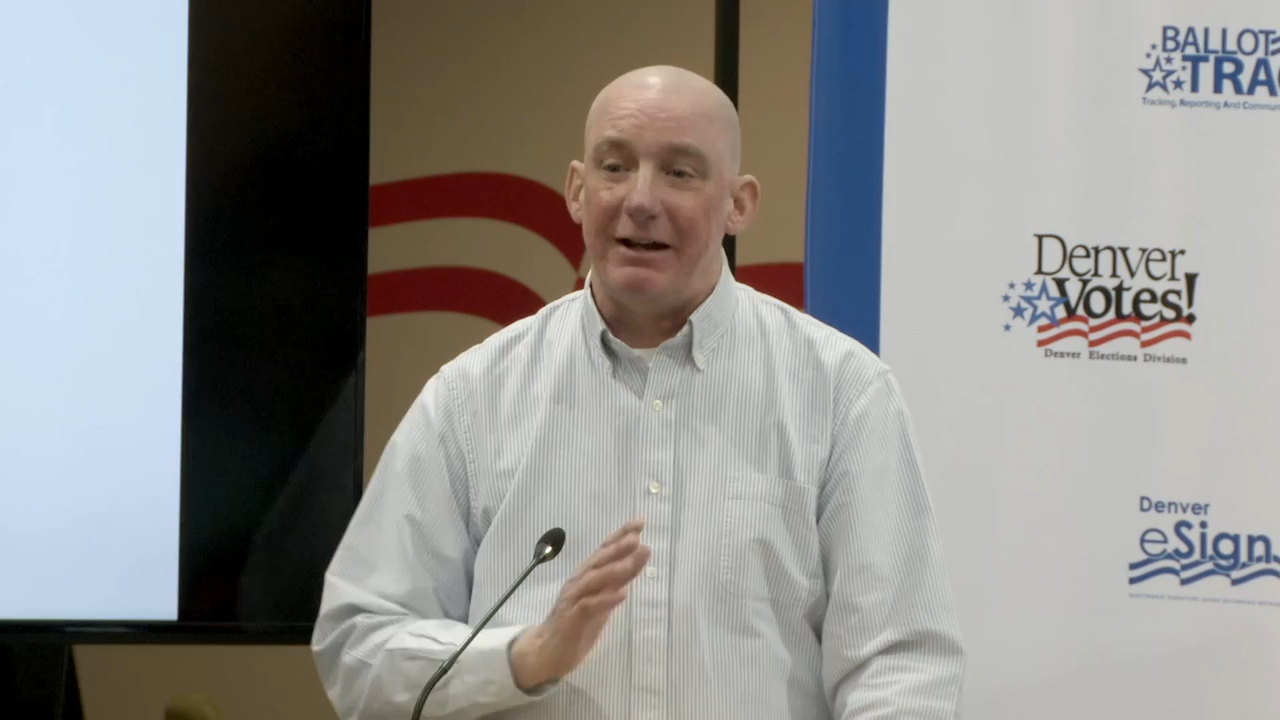 BALLOT
TRAC
Tracking, Reporting And Commun
Denver
Votes!
Denver Elections Division
Denver
eSign